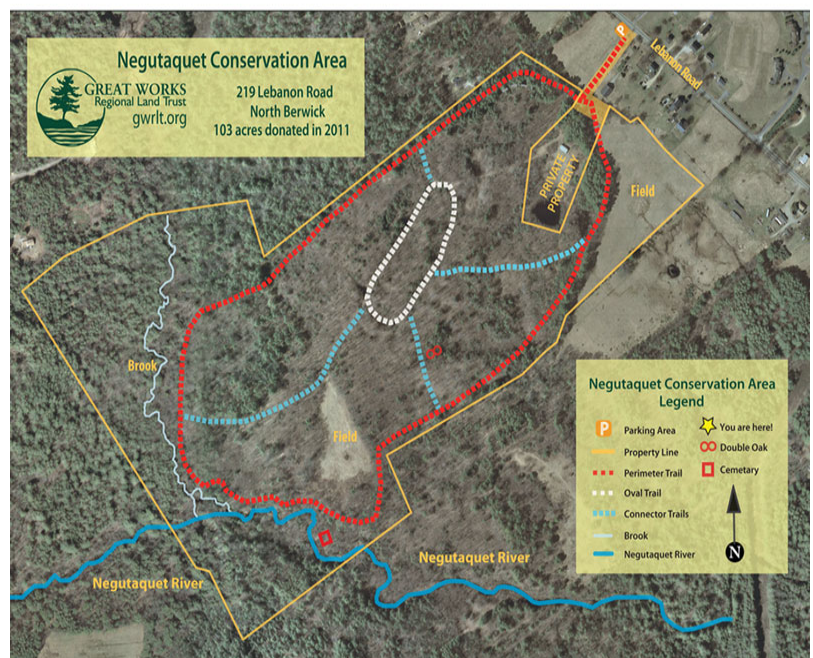 Negutaquet Conservation Area
GREAT WORKS
Regional Land Trust
gwrlt.org
219 Lebanon Road
North Berwick
103 acres donated in 2011
P
Lebanon Road
PRIVATE
PROPERTY
Field
Brook
Field
Negutaquet River
Negutaquet River
Negutaquet Conservation Area
Legend
P
Parking Area
Property Line
Perimeter Trail
Oval Trail
Connector Trails
Brook
Negutaquet River
You are here!
Double Oak
Cemetary
N